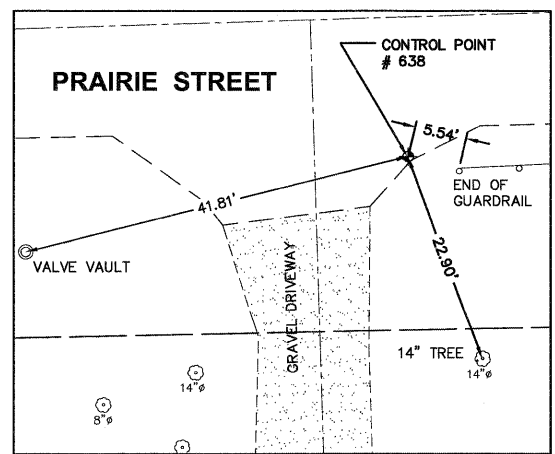 CONTROL POINT
# 638
PRAIRIE STREET
5.54'
41.81'
END OF
GUARDRAIL
VALVE VAULT
22.90'
GRAVEL DRIVEWAY
14" TREE
14"ø
14"ø
8"ø